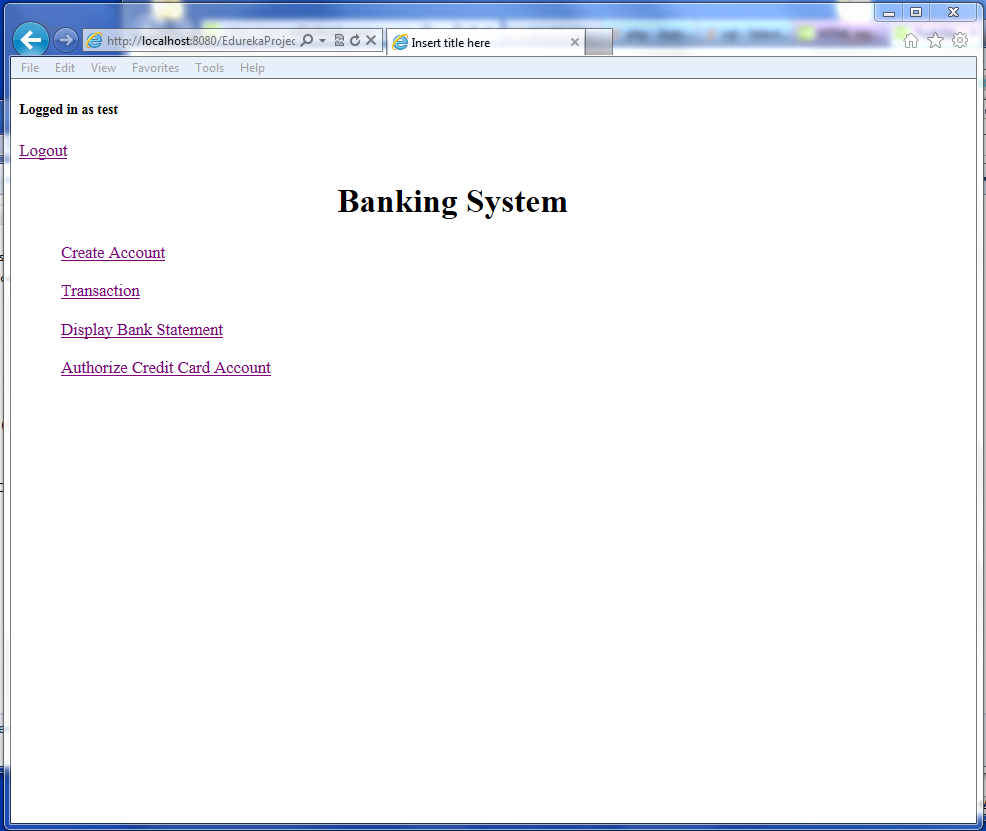 http://localhost:8080/EdurekaProjec
Insert title here
File Edit View Favorites Tools Help
Logged in as test
Logout
Banking System
Create Account
Transaction
Display Bank Statement
Authorize Credit Card Account